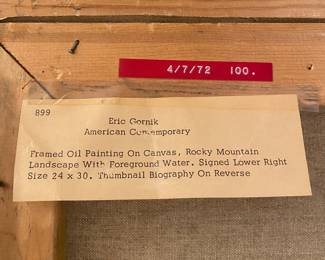 4/7/72 100.
899
Eric Gornik
American Contemporary
Framed Oil Painting On Canvas, Rocky Mountain
Landscape With Foreground Water. Signed Lower Right
Size 24 x 30. Thumbnail Biography On Reverse